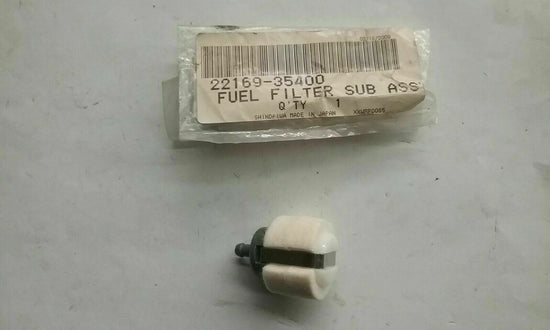 22169-35400
FUEL FILTER SUB ASS
Q'TY 1
SHINDAIWA MADE IN JAPAN